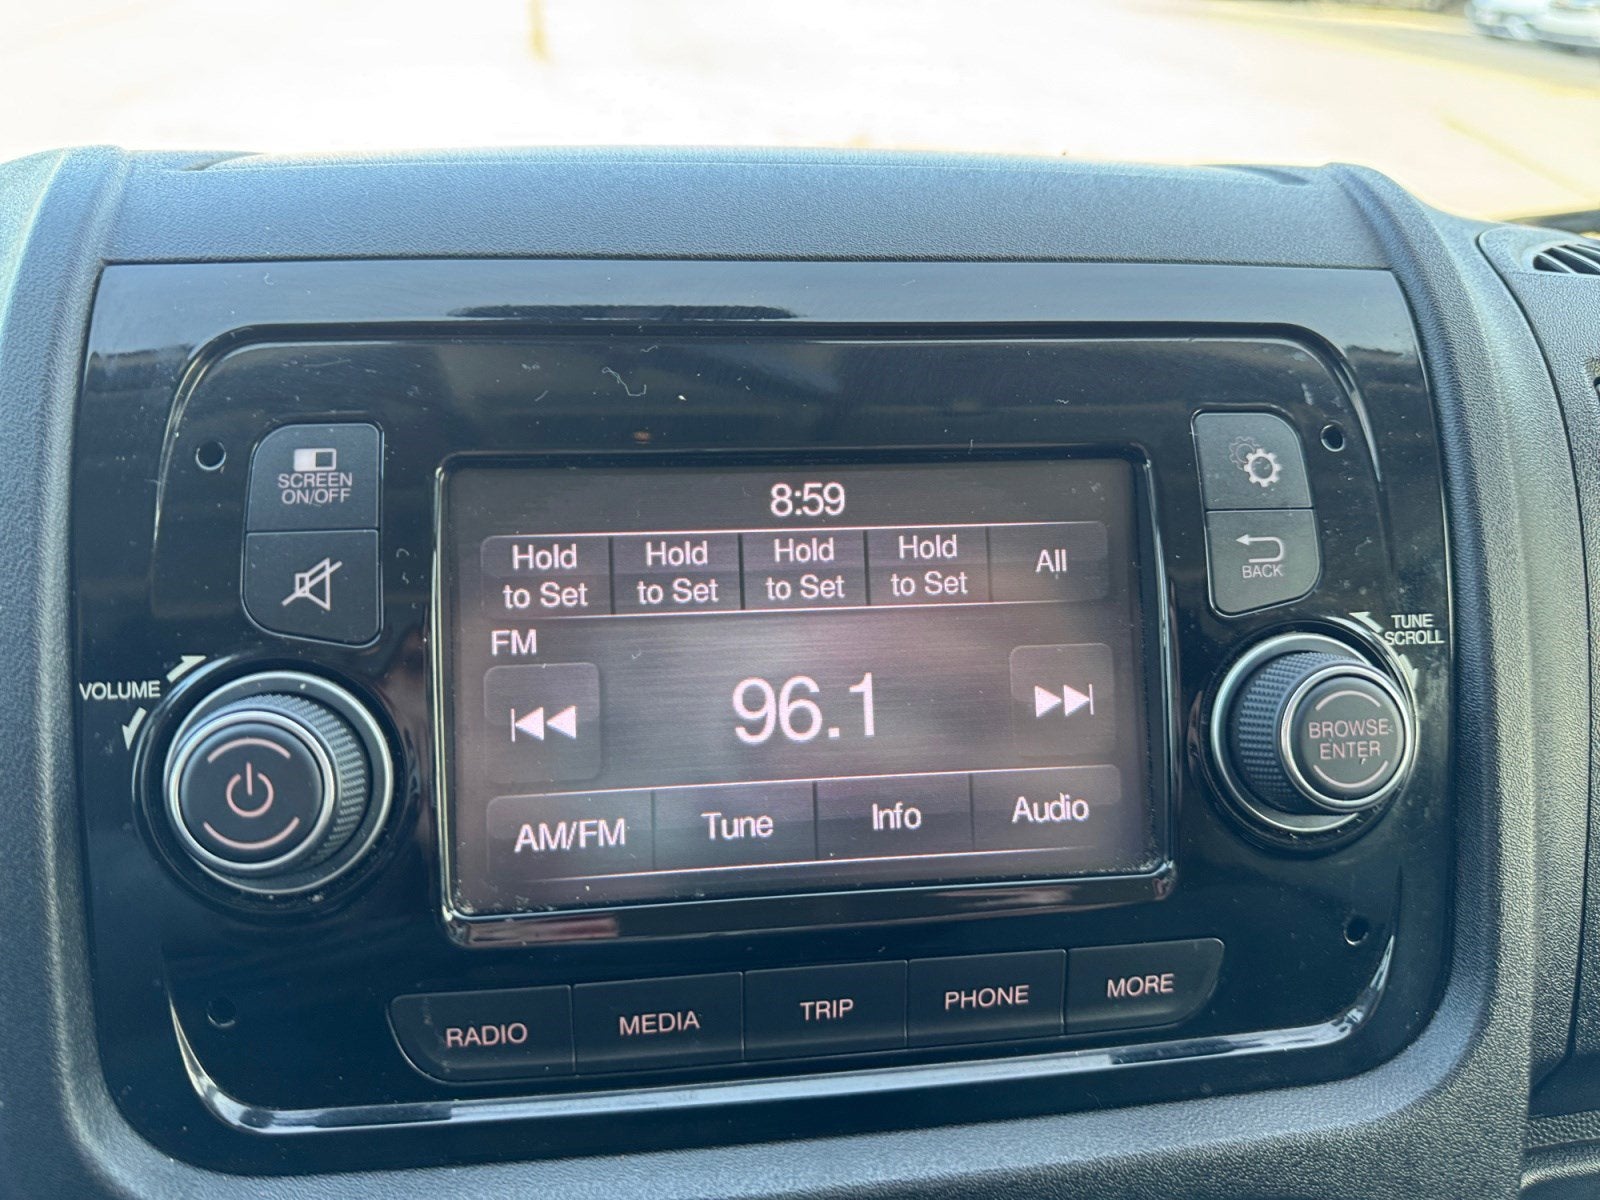 SCREEN
ON/OFF
VOLUME
8:59
Hold
to Set
Hold
to Set
Hold
to Set
Hold
to Set
All
FM
96.1
AM/FM
Tune
Info
Audio
BACK
TUNE
SCROLL
BROWSE
ENTER
RADIO
MEDIA
TRIP
PHONE
MORE